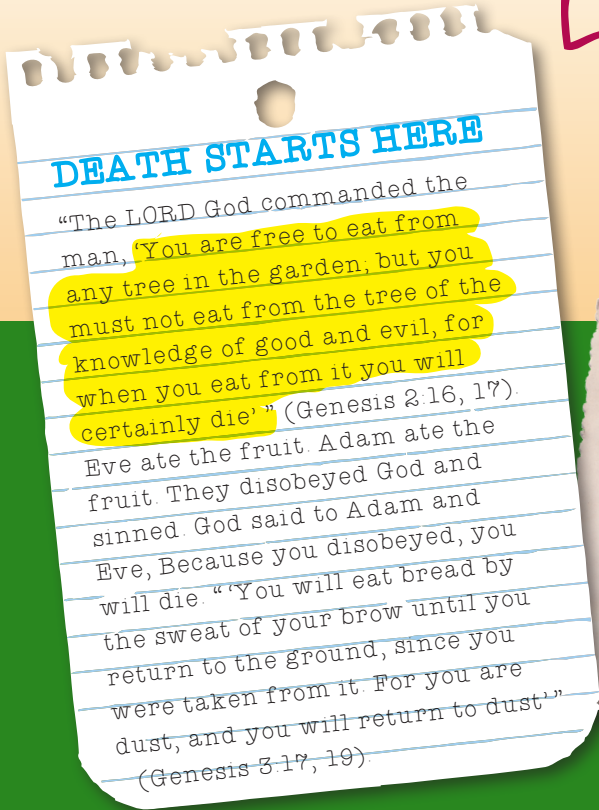 DEATH STARTS HERE
“The LORD God commanded the
man, ‘You are free to eat from
any tree in the garden; but you
must not eat from the tree of the
knowledge of good and evil, for
when you eat from it you will
certainly die’ ” (Genesis 2:16, 17).
Eve ate the fruit. Adam ate the
fruit. They disobeyed God and
sinned. God said to Adam and
Eve, Because you disobeyed, you
will die. “ ‘You will eat bread by
the sweat of your brow until you
return to the ground, since you
were taken from it. For you are
dust, and you will return to dust’ ”
(Genesis 3:17, 19).